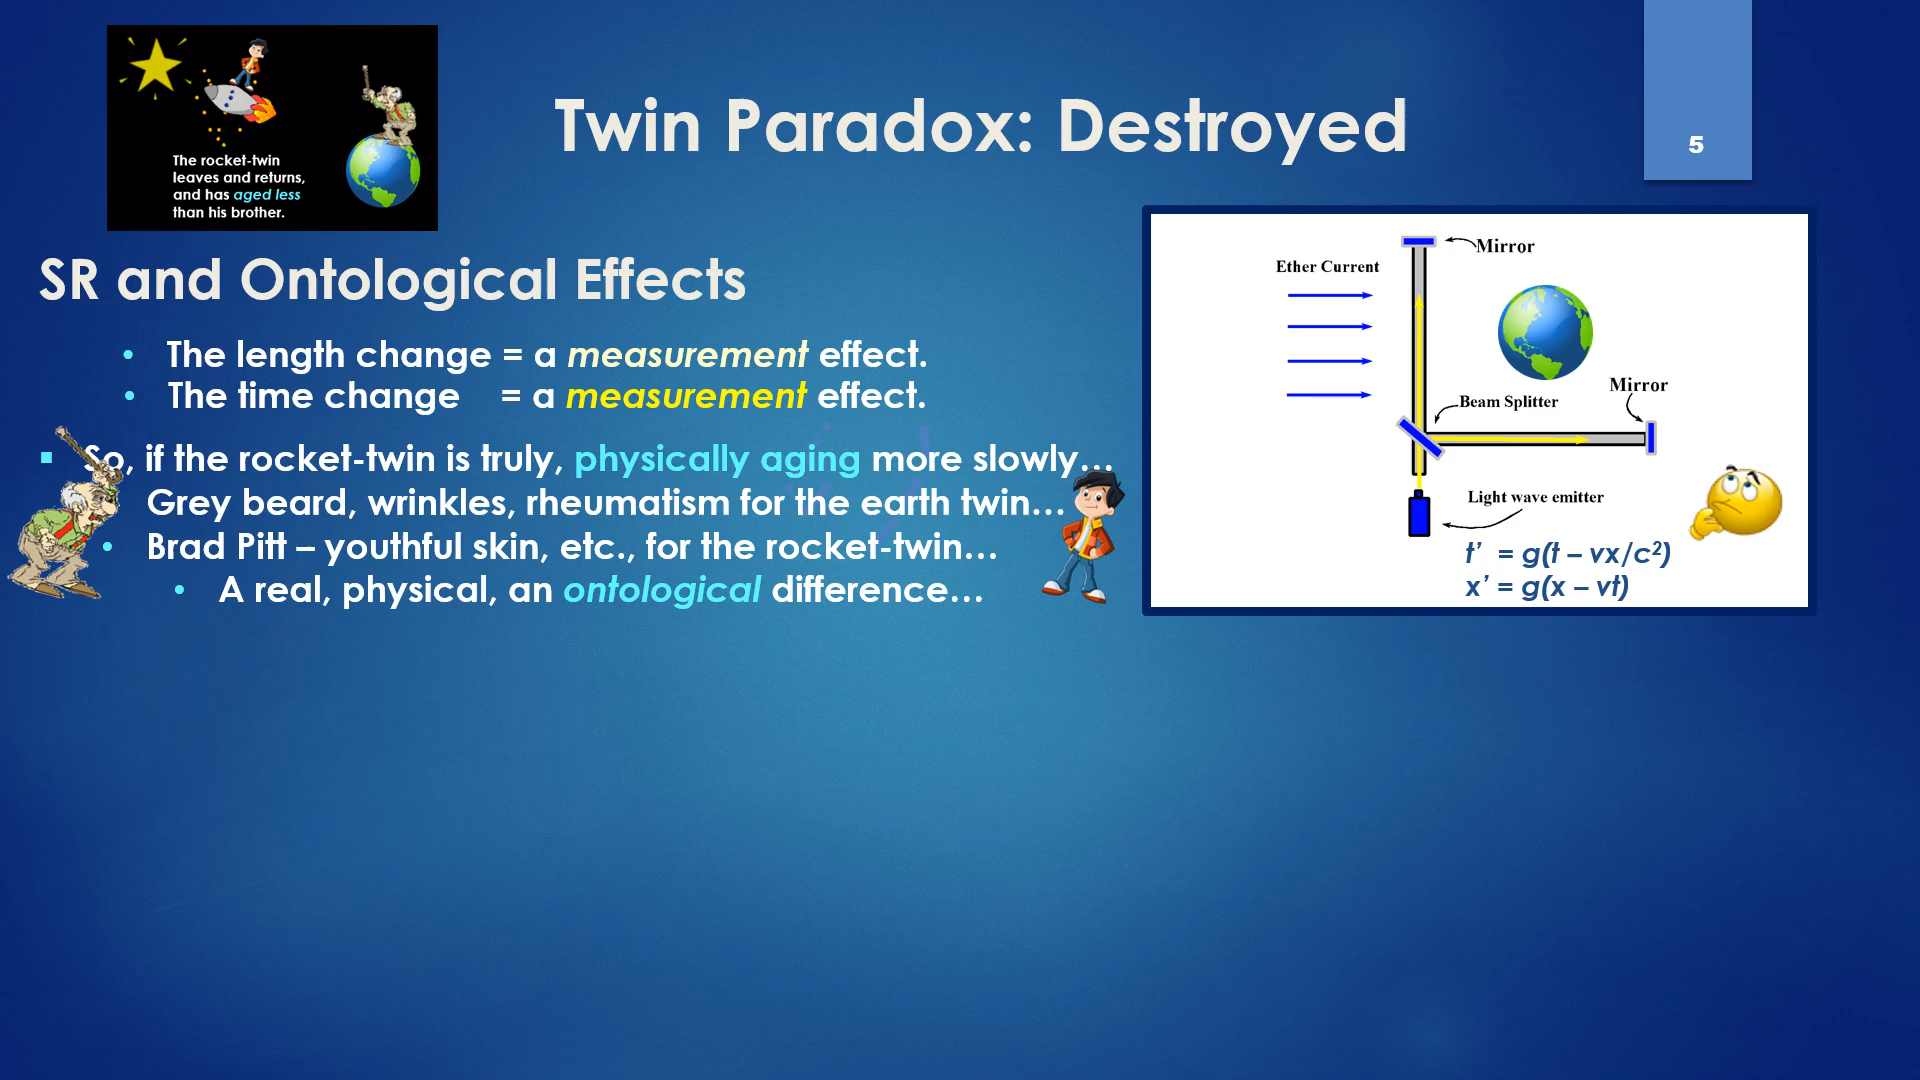 The rocket-twin
leaves and returns,
and has aged less
than his brother.
Twin Paradox: Destroyed
5
SR and Ontological Effects
• The length change = a measurement effect.
• The time change = a measurement effect.
▪ So, if the rocket-twin is truly, physically aging more slowly…
Grey beard, wrinkles, rheumatism for the earth twin…
• Brad Pitt – youthful skin, etc., for the rocket-twin…
• A real, physical, an ontological difference…
Mirror
Ether Current
Mirror
Beam Splitter
Light wave emitter
t’ = g(t – vx/c²)
x’ = g(x – vt)